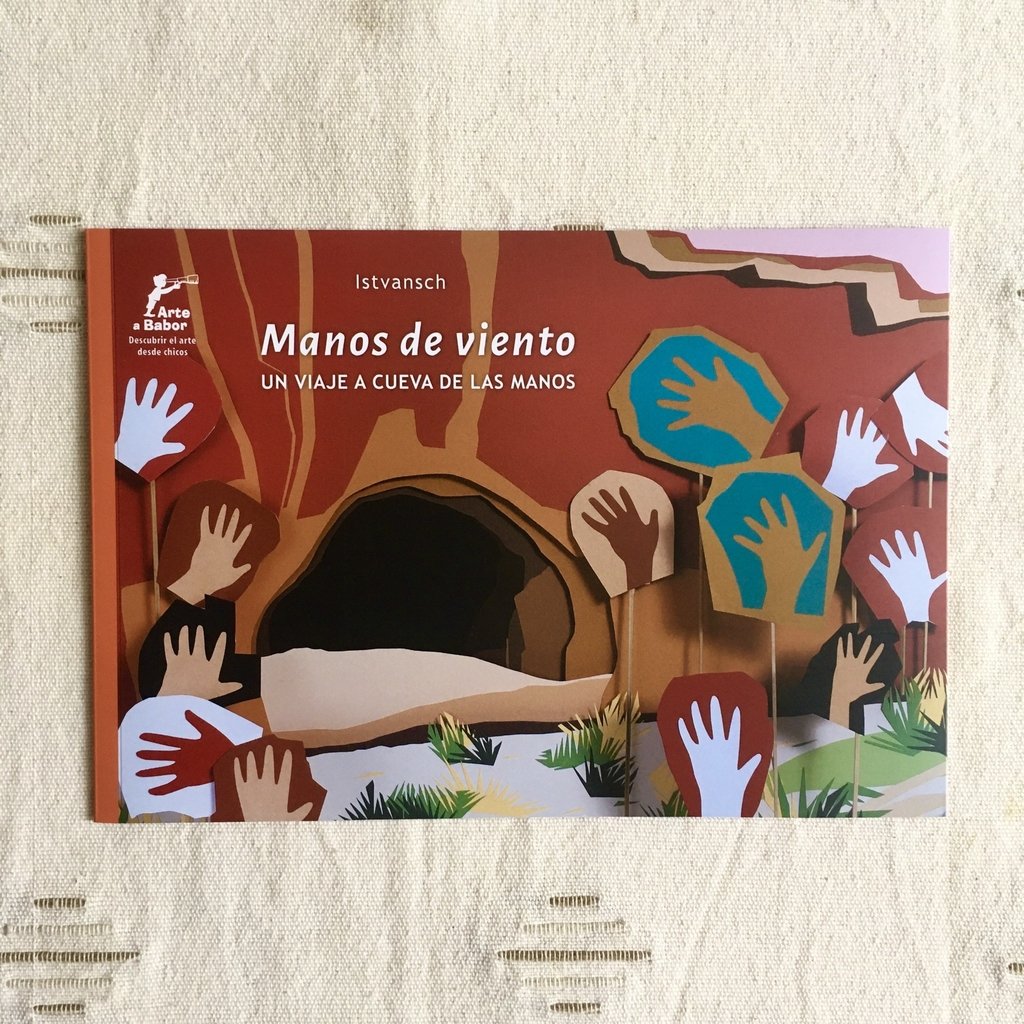 Istvansch
Manos de viento
UN VIAJE A CUEVA DE LAS MANOS
Arte
a Babor
Descubrir el arte
desde chicos